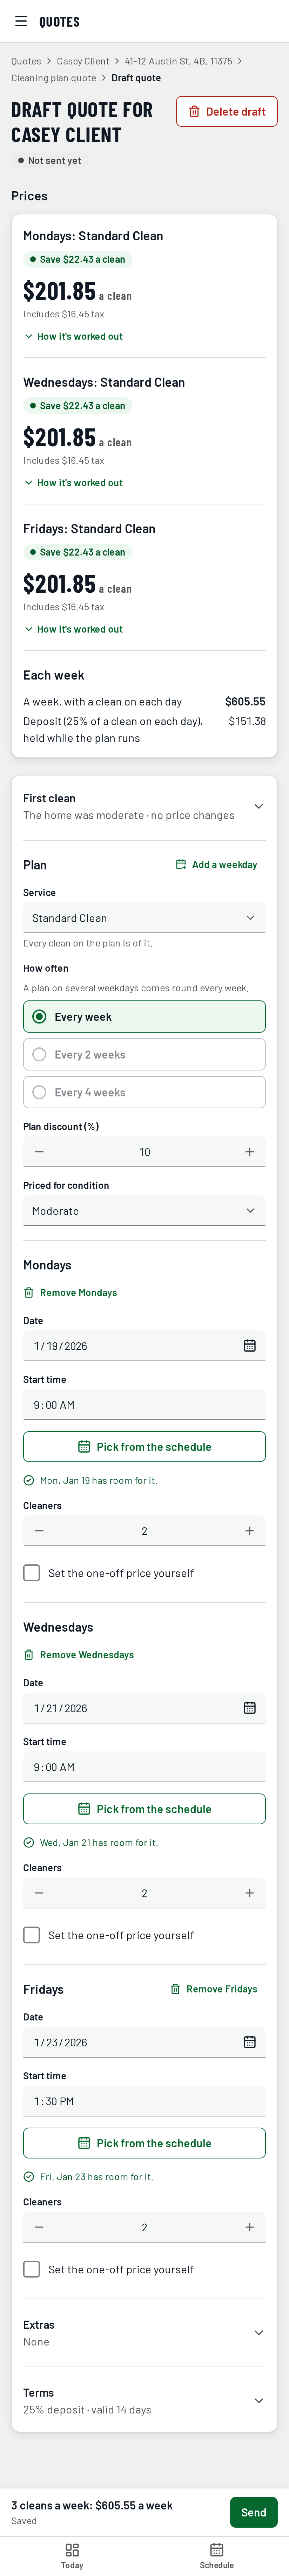 QUOTES
Quotes > Casey Client > 41-12 Austin St, 4B, 11375 >
Cleaning plan quote > Draft quote
DRAFT QUOTE FOR
CASEY CLIENT
Delete draft
Not sent yet
Prices
Mondays: Standard Clean
Save $22.43 a clean
$201.85 a clean
Includes $16.45 tax
How it's worked out
Wednesdays: Standard Clean
Save $22.43 a clean
$201.85 a clean
Includes $16.45 tax
How it's worked out
Fridays: Standard Clean
Save $22.43 a clean
$201.85 a clean
Includes $16.45 tax
How it's worked out
Each week
A week, with a clean on each day $605.55
Deposit (25% of a clean on each day), $151.38
held while the plan runs
First clean
The home was moderate · no price changes
Plan
Add a weekday
Service
Standard Clean
Every clean on the plan is of it.
How often
A plan on several weekdays comes round every week.
Every week
Every 2 weeks
Every 4 weeks
Plan discount (%)
10
Priced for condition
Moderate
Mondays
Remove Mondays
Date
1/19/2026
Start time
9:00 AM
Pick from the schedule
Mon, Jan 19 has room for it.
Cleaners
2
Set the one-off price yourself
Wednesdays
Remove Wednesdays
Date
1/21/2026
Start time
9:00 AM
Pick from the schedule
Wed, Jan 21 has room for it.
Cleaners
2
Set the one-off price yourself
Fridays
Remove Fridays
Date
1/23/2026
Start time
1:30 PM
Pick from the schedule
Fri, Jan 23 has room for it.
Cleaners
2
Set the one-off price yourself
Extras
None
Terms
25% deposit · valid 14 days
3 cleans a week: $605.55 a week
Saved
Send
Today
Schedule